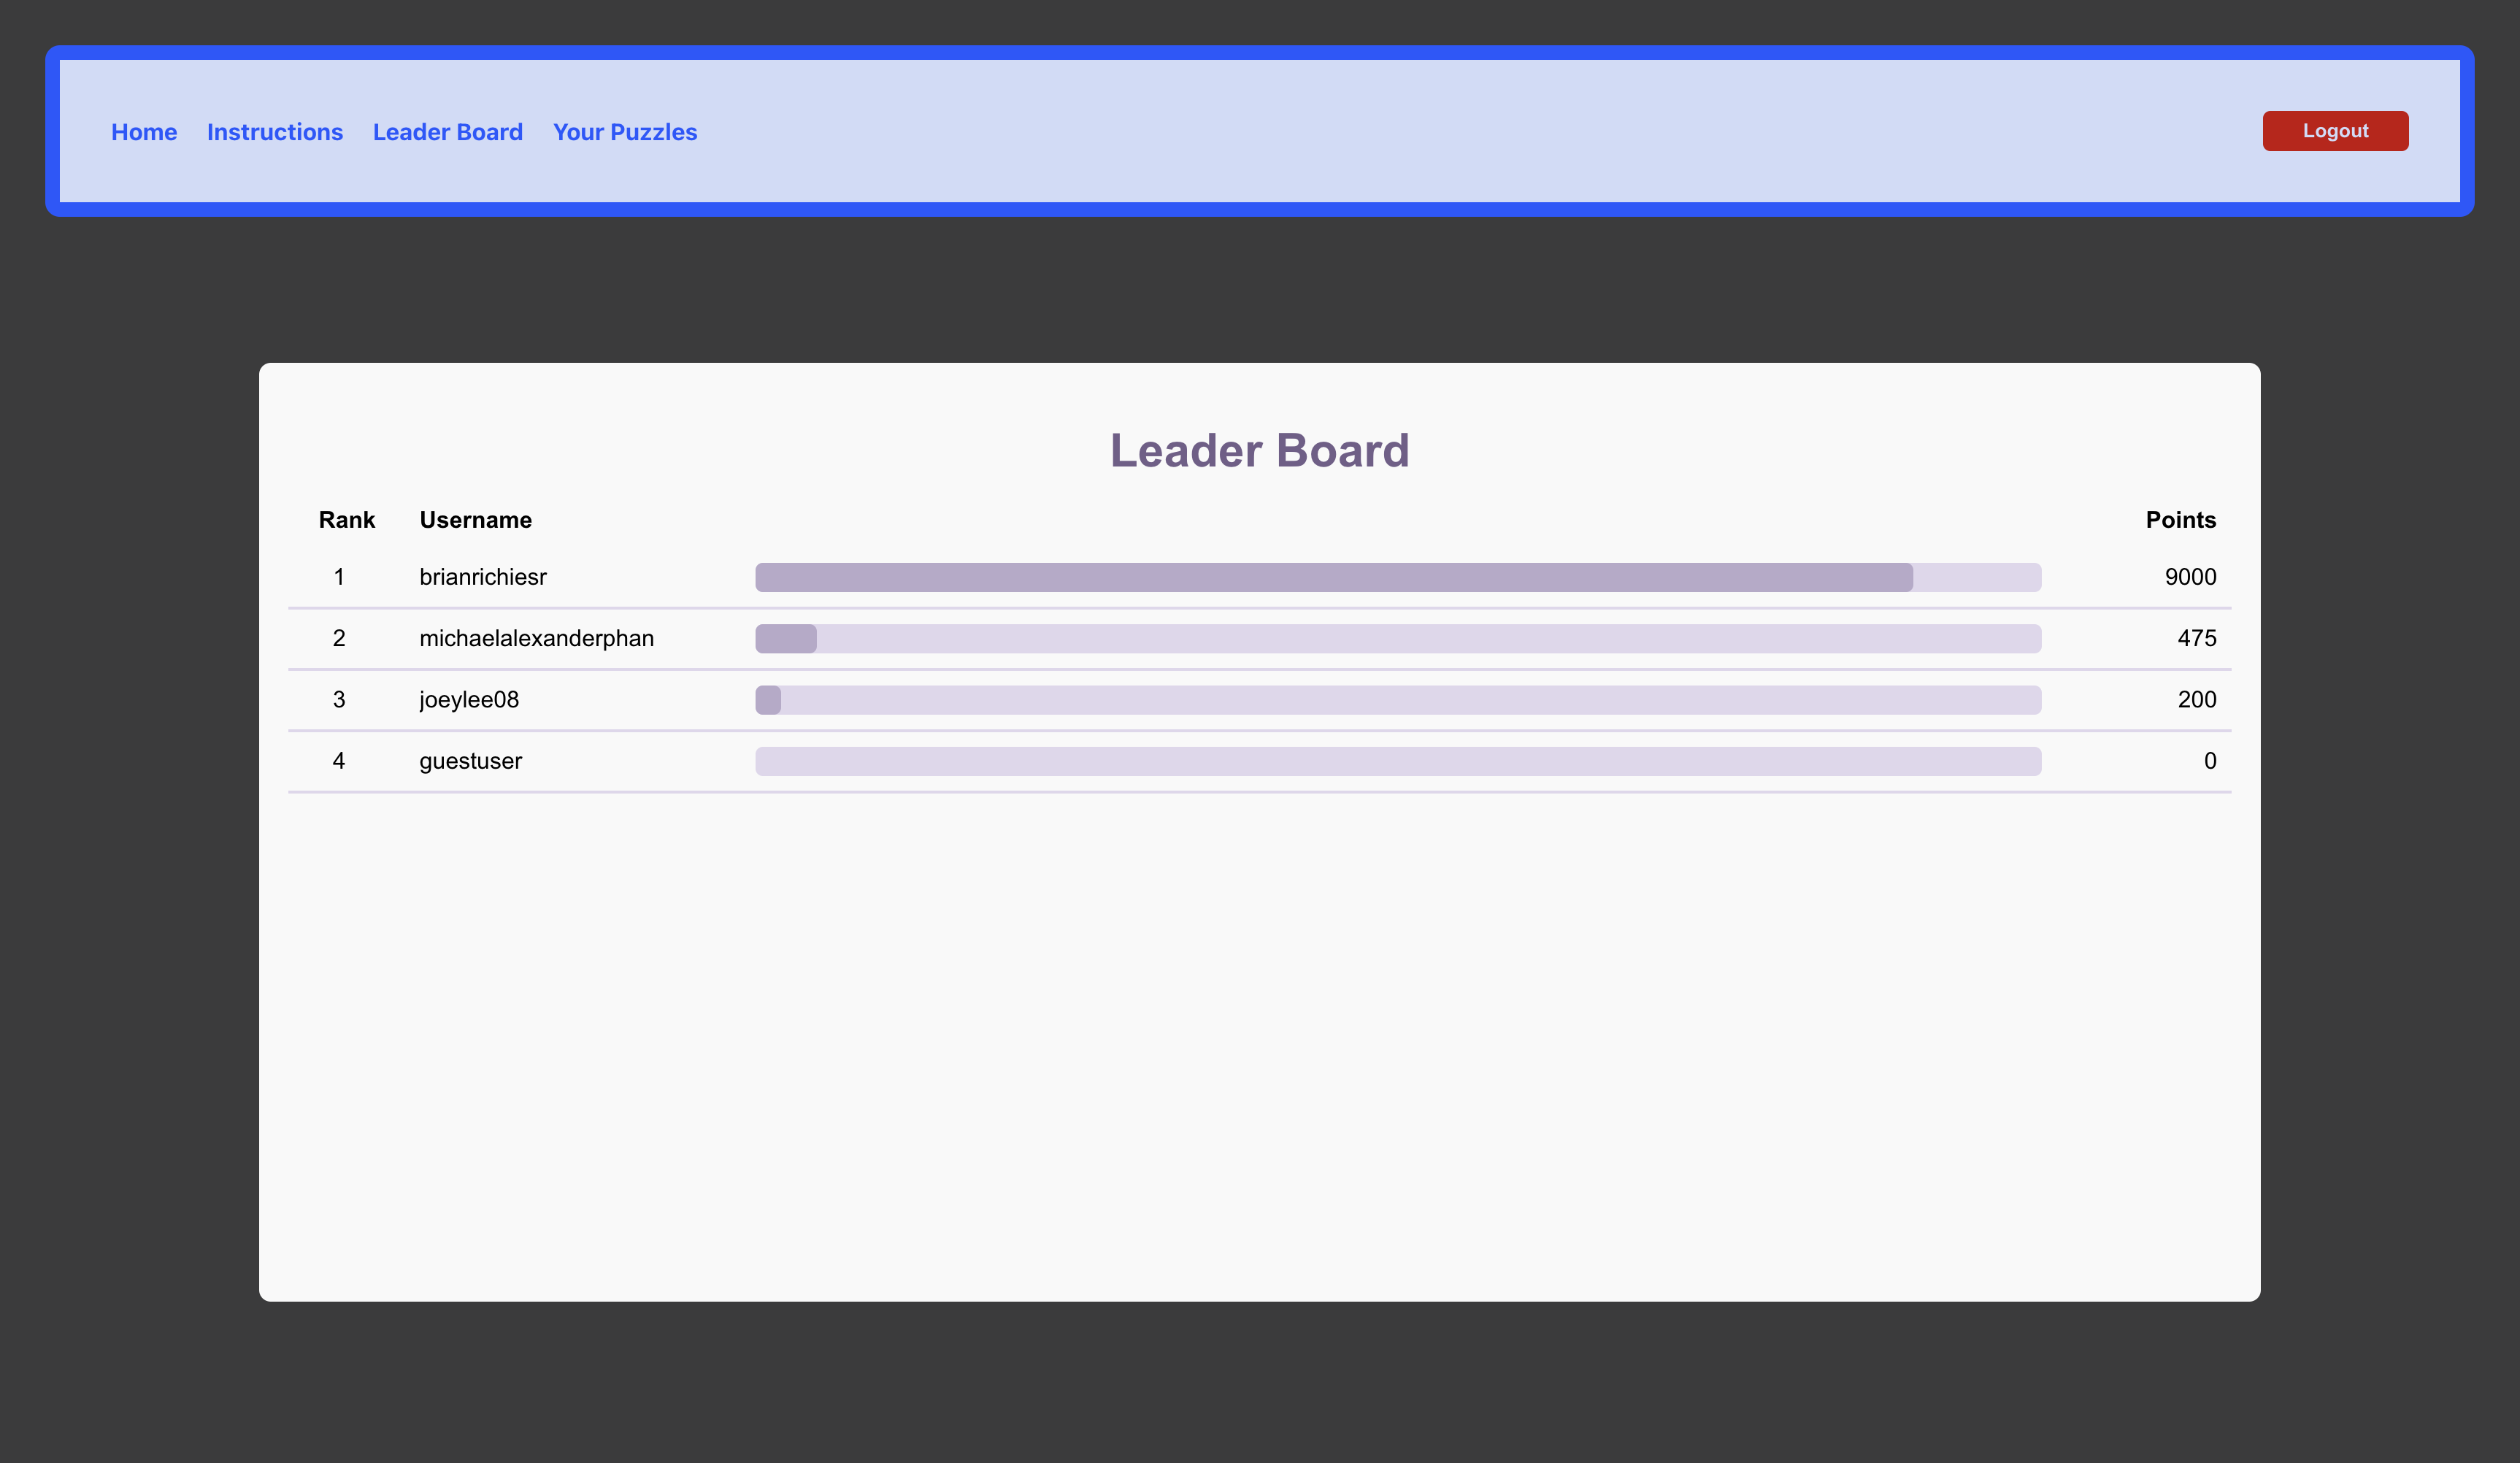 Home Instructions Leader Board Your Puzzles Logout
Leader Board
Rank Username Points
1 brianrichiesr 9000
2 michaelalexanderphan 475
3 joeylee08 200
4 guestuser 0